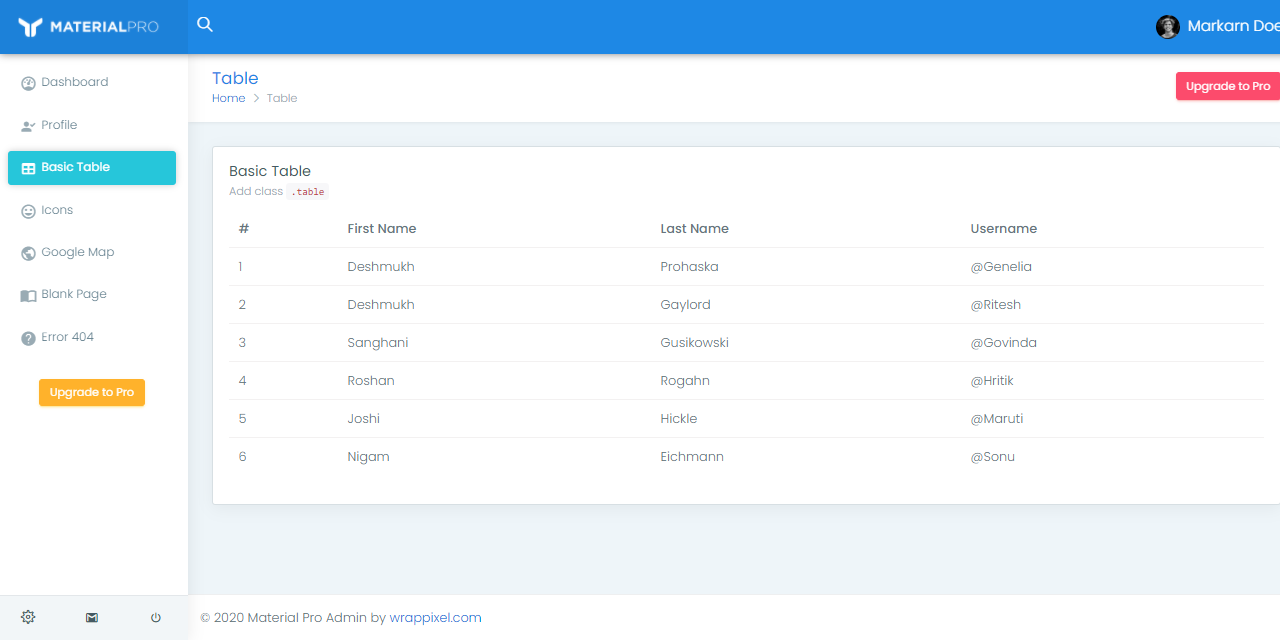 MATERIALPRO
Markarn Doe
Dashboard
Profile
Basic Table
Icons
Google Map
Blank Page
Error 404
Upgrade to Pro
Table
Home > Table
Upgrade to Pro
Basic Table
Add class .table
# First Name Last Name Username
1 Deshmukh Prohaska @Genelia
2 Deshmukh Gaylord @Ritesh
3 Sanghani Gusikowski @Govinda
4 Roshan Rogahn @Hritik
5 Joshi Hickle @Maruti
6 Nigam Eichmann @Sonu
© 2020 Material Pro Admin by wrappixel.com